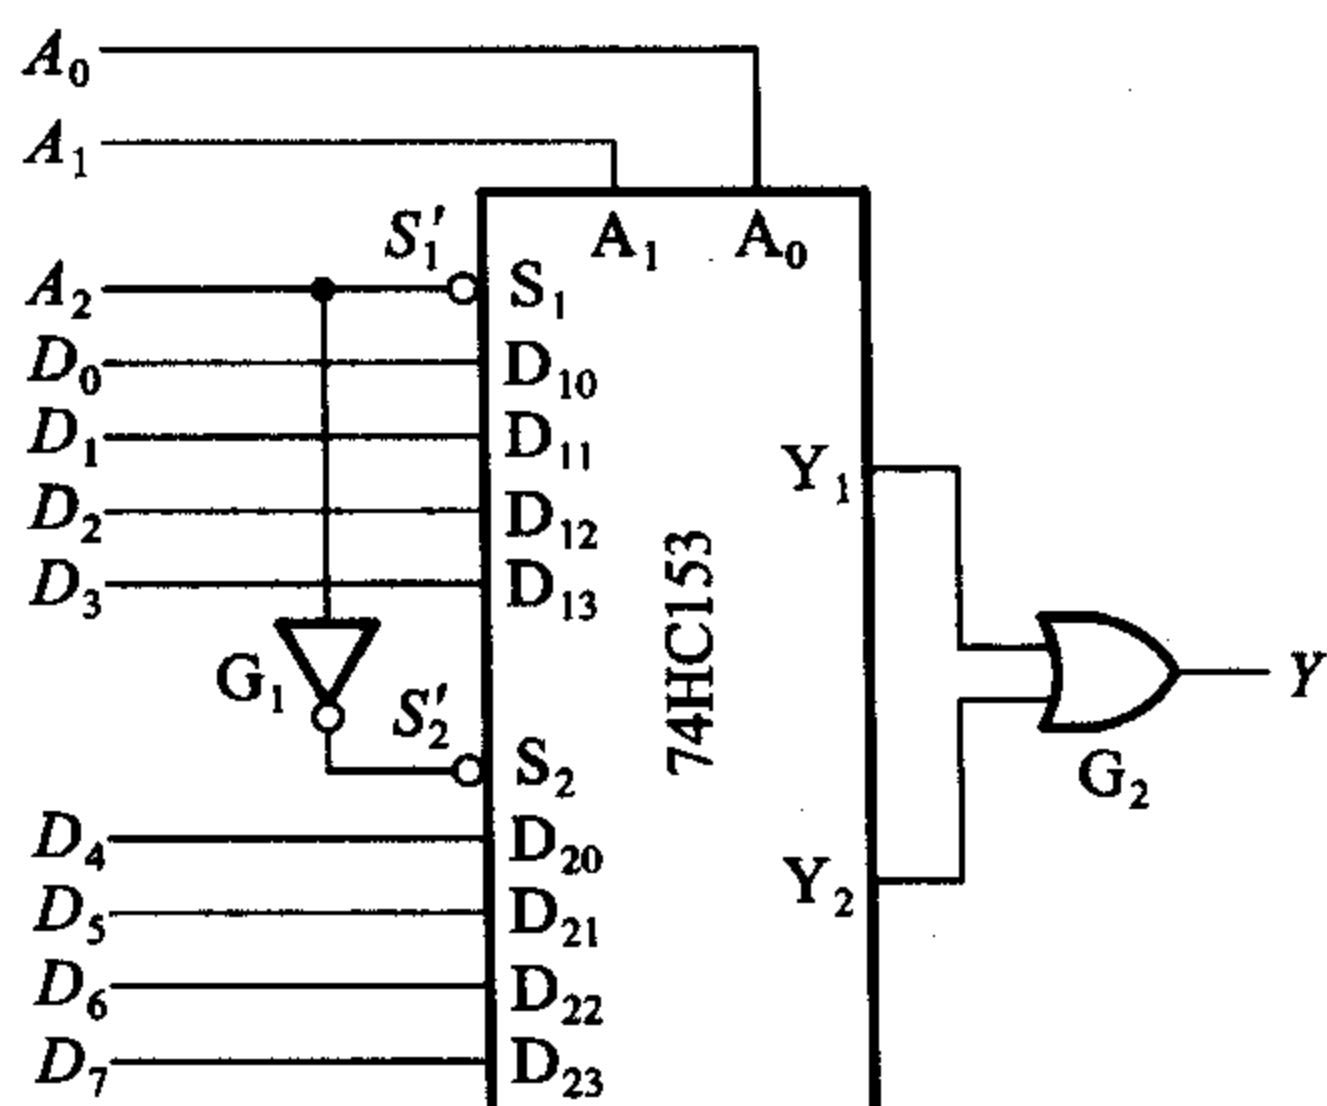 A₀
A₁
S₁′ A₁ A₀
A₂ S₁
D₀ D₁₀
D₁ D₁₁
Y₁
D₂ D₁₂
D₃ D₁₃
74HC153
G₁ S₂′ Y
S₂ G₂
D₄ D₂₀
Y₂
D₅ D₂₁
D₆ D₂₂
D₇ D₂₃